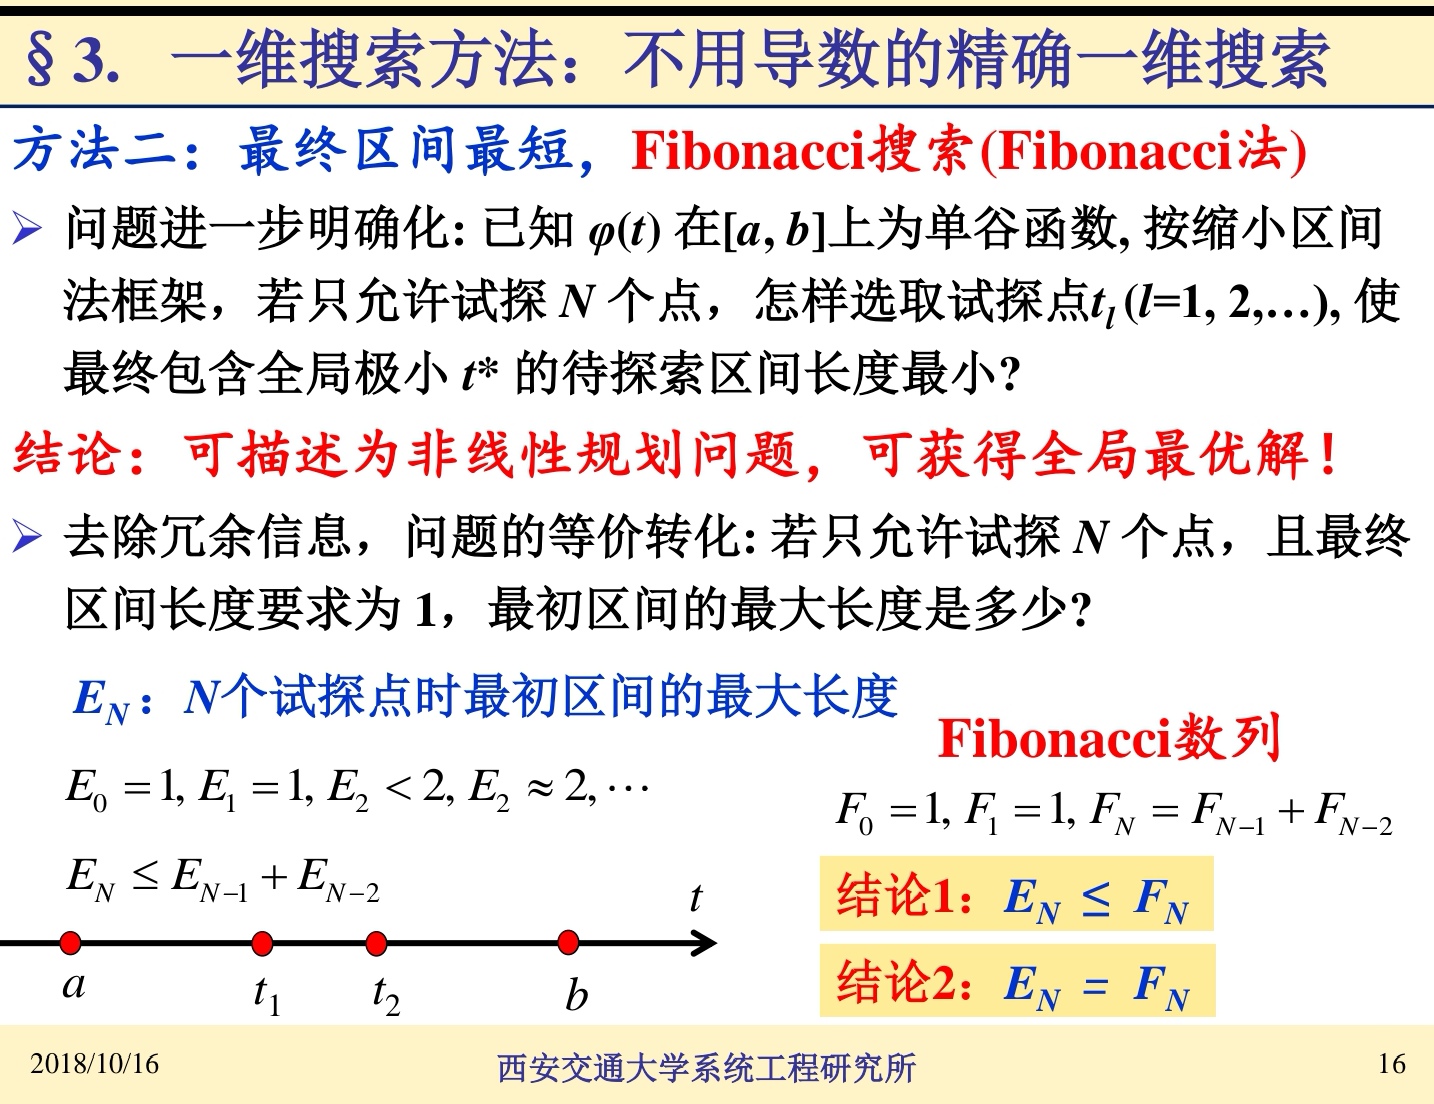 §3. 一维搜索方法：不用导数的精确一维搜索
方法二：最终区间最短，Fibonacci搜索(Fibonacci法)
➢ 问题进一步明确化: 已知 φ(t) 在[a, b]上为单谷函数, 按缩小区间
法框架，若只允许试探 N 个点，怎样选取试探点t_l (l=1, 2,…), 使
最终包含全局极小 t* 的待探索区间长度最小?
结论：可描述为非线性规划问题，可获得全局最优解！
➢ 去除冗余信息，问题的等价转化: 若只允许试探 N 个点，且最终
区间长度要求为 1，最初区间的最大长度是多少?
E_N：N个试探点时最初区间的最大长度
Fibonacci数列
E_0 = 1, E_1 = 1, E_2 < 2, E_2 ≈ 2, ⋯
F_0 = 1, F_1 = 1, F_N = F_{N−1} + F_{N−2}
E_N ≤ E_{N−1} + E_{N−2}
结论1：E_N ≤ F_N
t
a t_1 t_2 b
结论2：E_N = F_N
2018/10/16 西安交通大学系统工程研究所 16